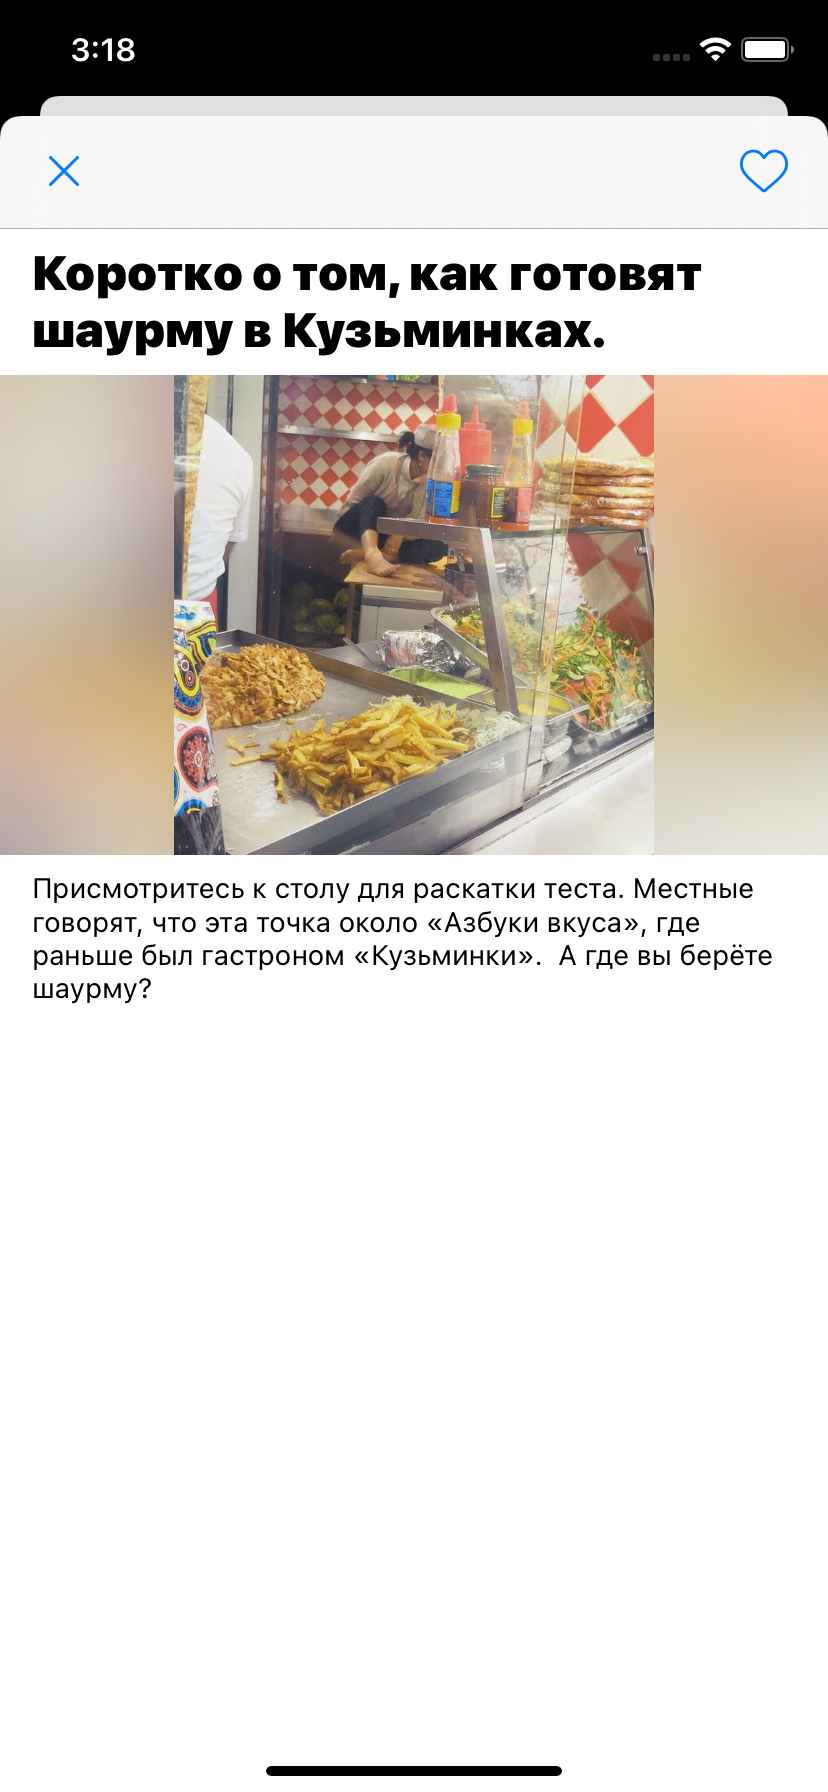 3:18
Коротко о том, как готовят
шаурму в Кузьминках.
Присмотритесь к столу для раскатки теста. Местные
говорят, что эта точка около «Азбуки вкуса», где
раньше был гастроном «Кузьминки».  А где вы берёте
шаурму?